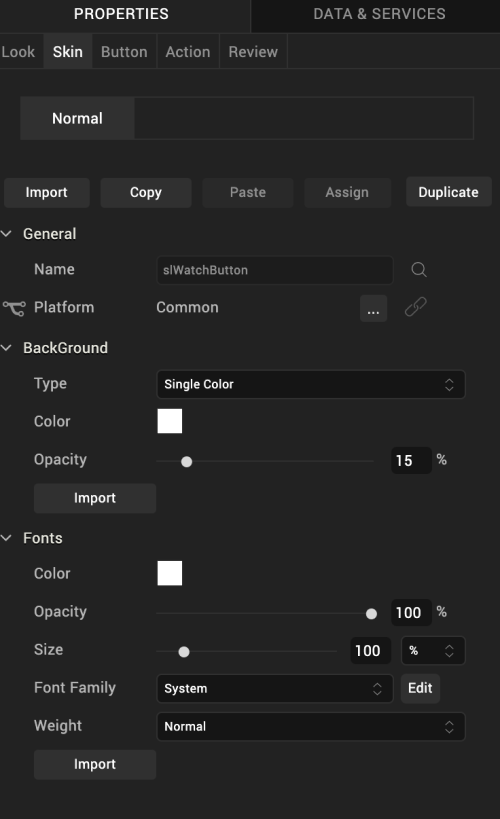 PROPERTIES DATA & SERVICES
Look Skin Button Action Review
Normal
Import Copy Paste Assign Duplicate
General
Name slWatchButton
Platform Common ...
BackGround
Type Single Color
Color
Opacity 15 %
Import
Fonts
Color
Opacity 100 %
Size 100 %
Font Family System Edit
Weight Normal
Import